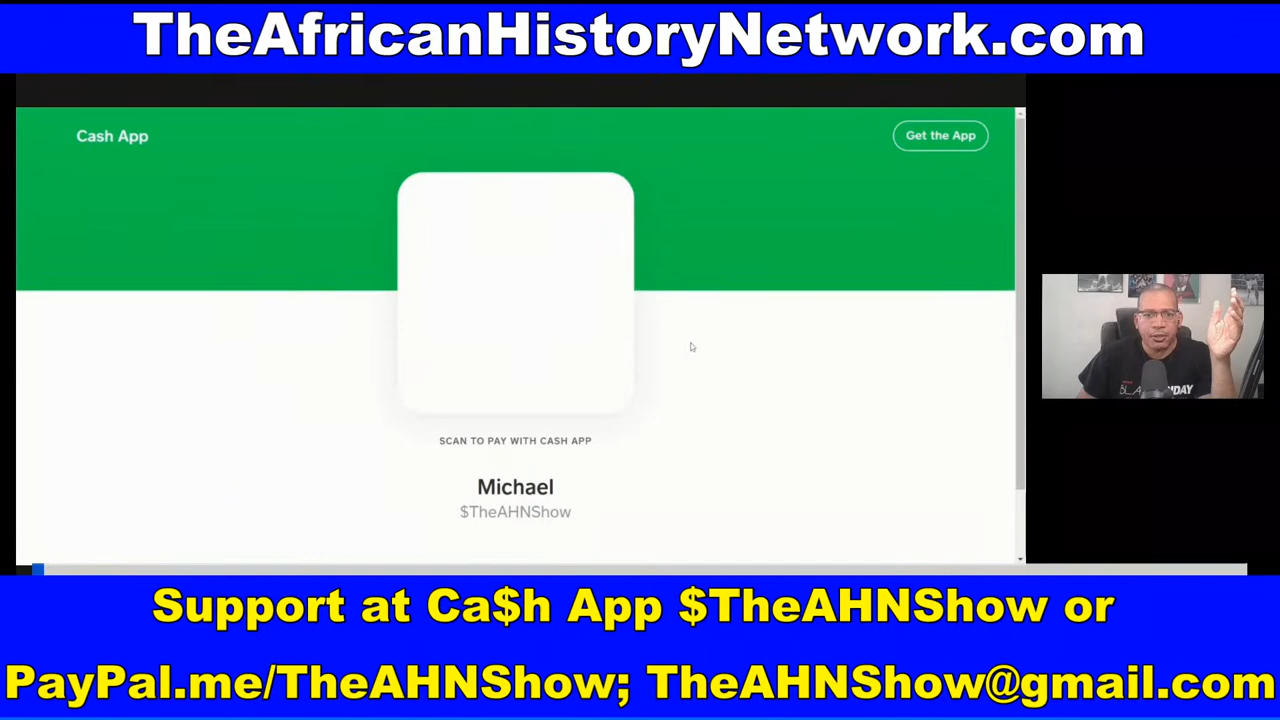 TheAfricanHistoryNetwork.com
Cash App
Get the App
SCAN TO PAY WITH CASH APP
Michael
$TheAHNShow
Support at Ca$h App $TheAHNShow or
PayPal.me/TheAHNShow; TheAHNShow@gmail.com